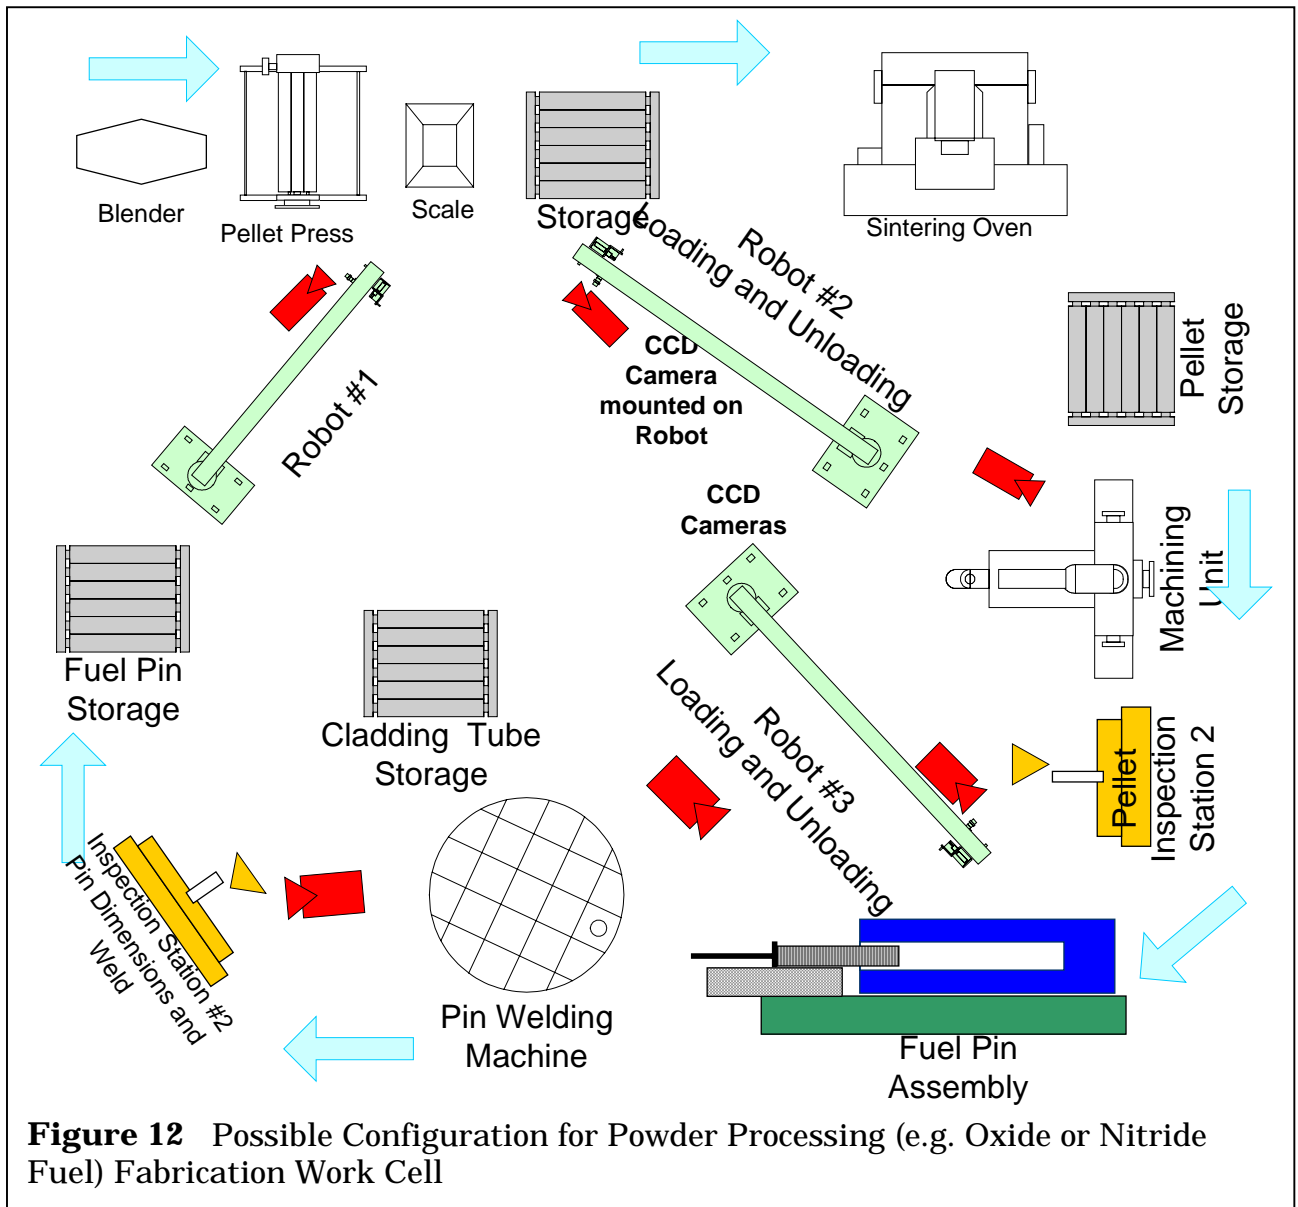 Blender
Pellet Press
Scale
Storage
Sintering Oven
Robot #1
Robot #2
Loading and Unloading
CCD
Camera
mounted on
Robot
Pellet
Storage
CCD
Cameras
Machining
Unit
Fuel Pin
Storage
Cladding Tube
Storage
Robot #3
Loading and Unloading
Pellet
Inspection
Station 2
Inspection Station #2
Pin Dimensions and
Weld
Pin Welding
Machine
Fuel Pin
Assembly
Figure 12 Possible Configuration for Powder Processing (e.g. Oxide or Nitride
Fuel) Fabrication Work Cell